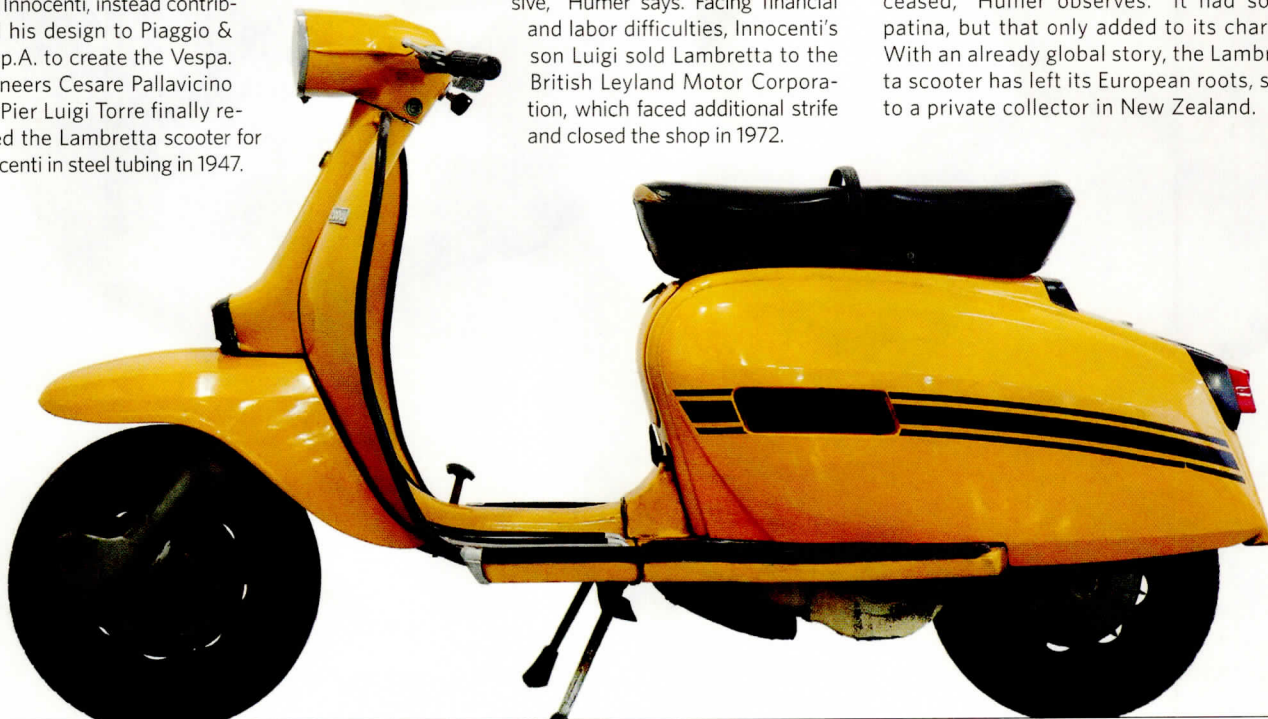 Innocenti, instead contrib-
his design to Piaggio &
p.A. to create the Vespa.
neers Cesare Pallavicino
Pier Luigi Torre finally re-
ed the Lambretta scooter for
centi in steel tubing in 1947.
sive," Humer says. Facing financial
and labor difficulties, Innocenti's
son Luigi sold Lambretta to the
British Leyland Motor Corpora-
tion, which faced additional strife
and closed the shop in 1972.
ceased," Humer observes. "It had so
patina, but that only added to its char
With an already global story, the Lambre
ta scooter has left its European roots, s
to a private collector in New Zealand.